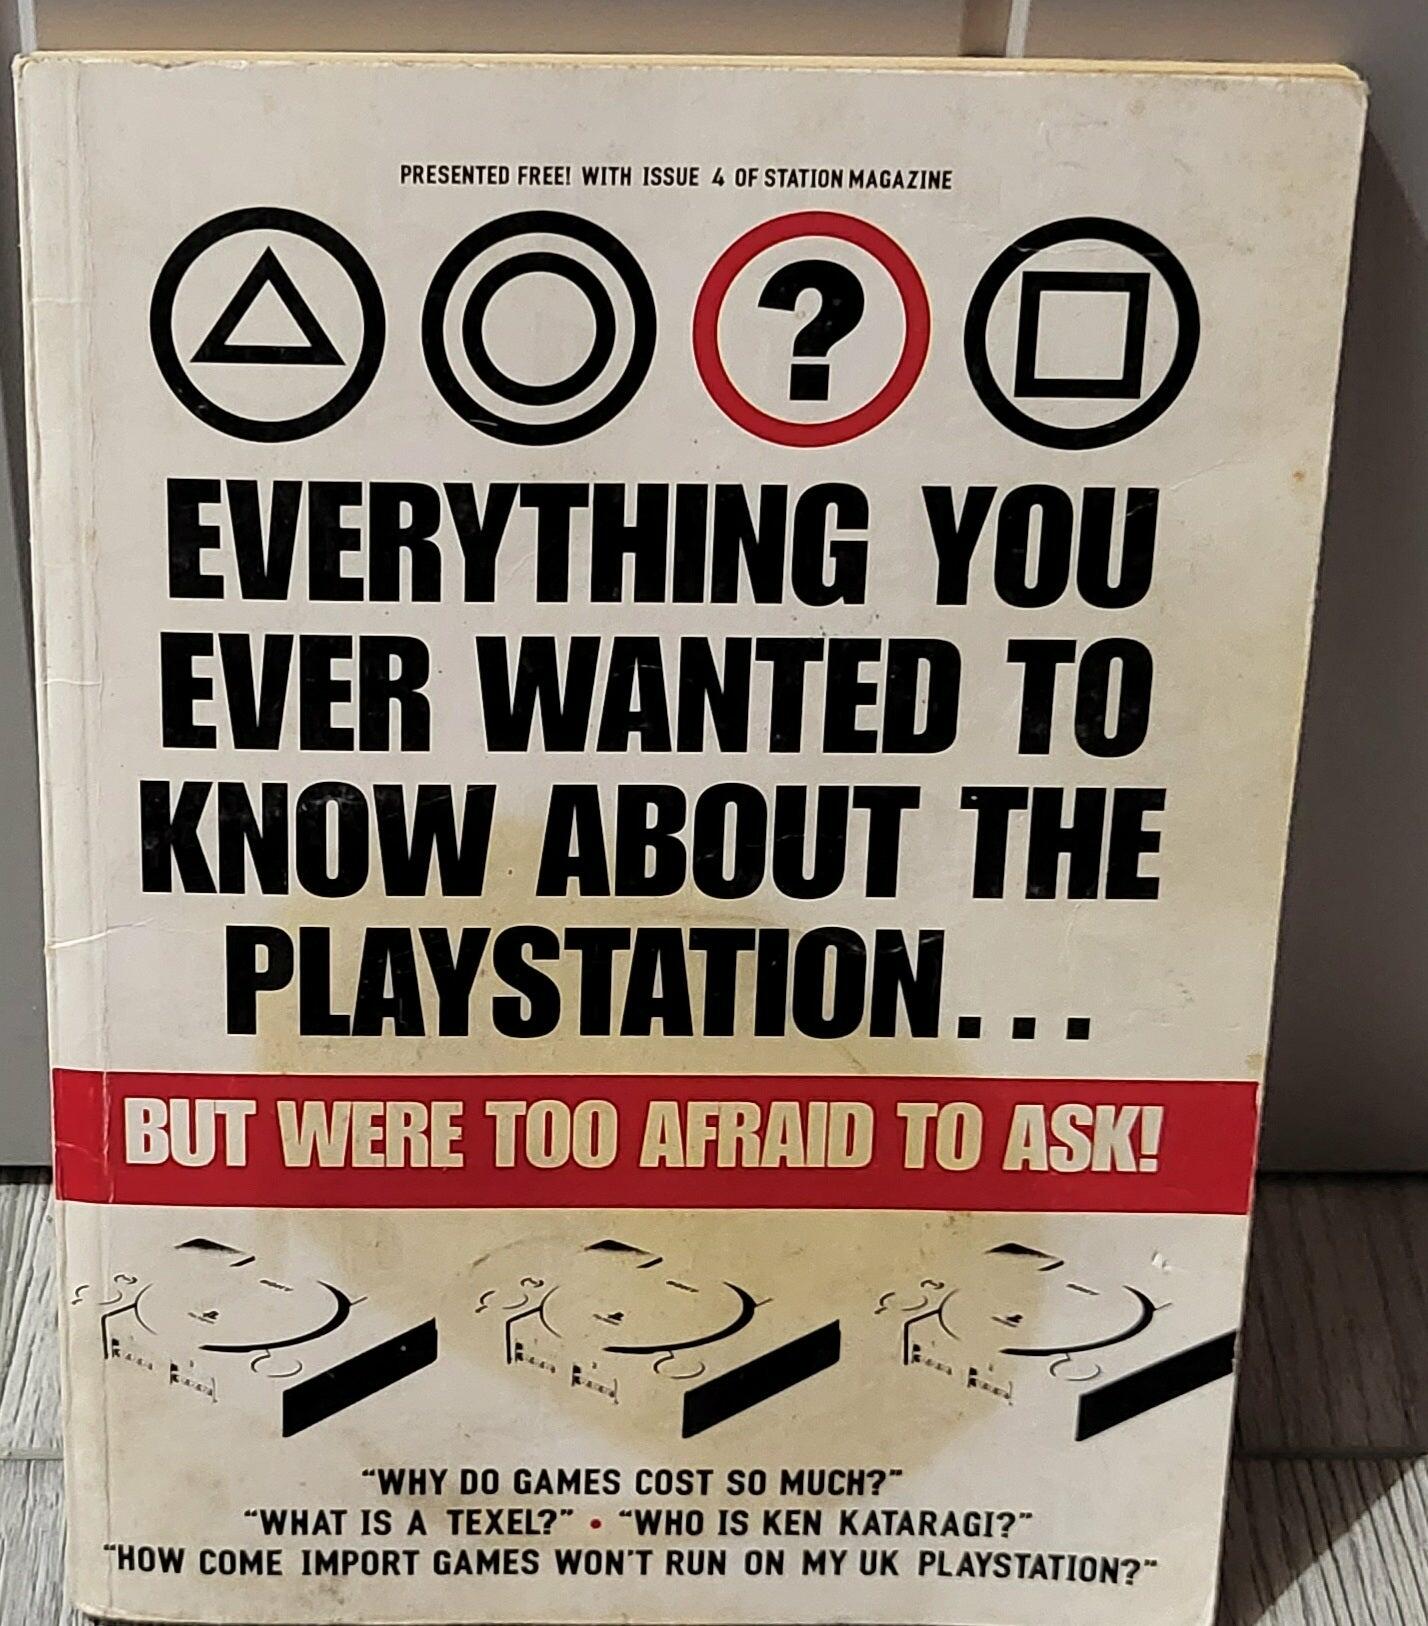 PRESENTED FREE! WITH ISSUE 4 OF STATION MAGAZINE
?
EVERYTHING YOU
EVER WANTED TO
KNOW ABOUT THE
PLAYSTATION...
BUT WERE TOO AFRAID TO ASK!
“WHY DO GAMES COST SO MUCH?”
“WHAT IS A TEXEL?” • “WHO IS KEN KATARAGI?”
“HOW COME IMPORT GAMES WON'T RUN ON MY UK PLAYSTATION?”